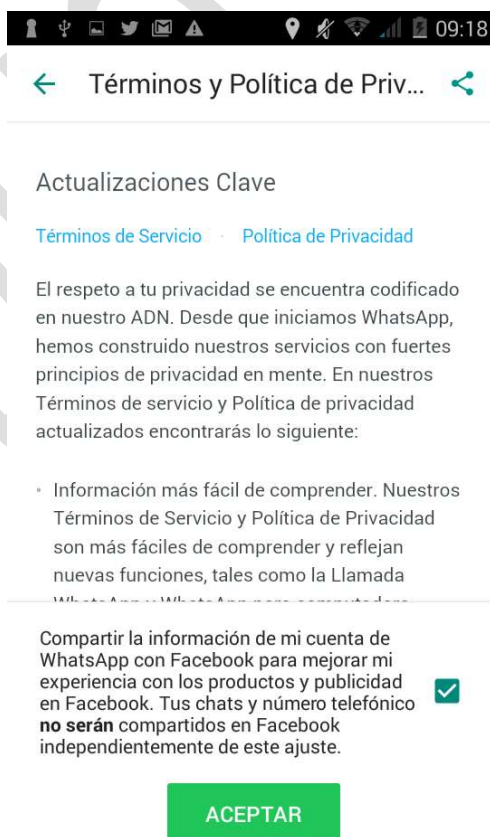 09:18
Términos y Política de Priv...
Actualizaciones Clave
Términos de Servicio · Política de Privacidad
El respeto a tu privacidad se encuentra codificado
en nuestro ADN. Desde que iniciamos WhatsApp,
hemos construido nuestros servicios con fuertes
principios de privacidad en mente. En nuestros
Términos de servicio y Política de privacidad
actualizados encontrarás lo siguiente:
• Información más fácil de comprender. Nuestros
Términos de Servicio y Política de Privacidad
son más fáciles de comprender y reflejan
nuevas funciones, tales como la Llamada
WhatsApp y WhatsApp para computadora
Compartir la información de mi cuenta de
WhatsApp con Facebook para mejorar mi
experiencia con los productos y publicidad
en Facebook. Tus chats y número telefónico
no serán compartidos en Facebook
independientemente de este ajuste.
ACEPTAR